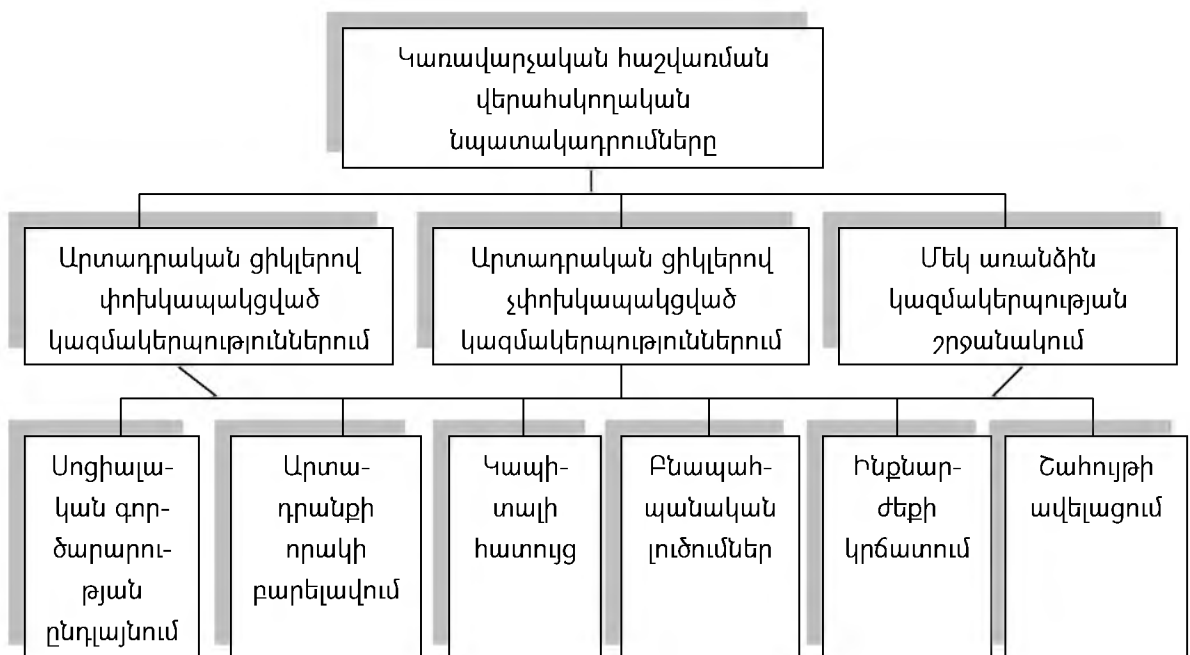 Կառավարչական հաշվառման
վերահսկողական
նպատակադրումները
Արտադրական ցիկլերով
փոխկապակցված
կազմակերպություններում
Արտադրական ցիկլերով
չփոխկապակցված
կազմակերպություններում
Մեկ առանձին
կազմակերպության
շրջանակում
Սոցիալա-
կան գոր-
ծարարու-
թյան
ընդլայնում
Արտա-
դրանքի
որակի
բարելավում
Կապի-
տալի
հատույց
Բնապահ-
պանական
լուծումներ
Ինքնար-
ժեքի
կրճատում
Շահույթի
ավելացում